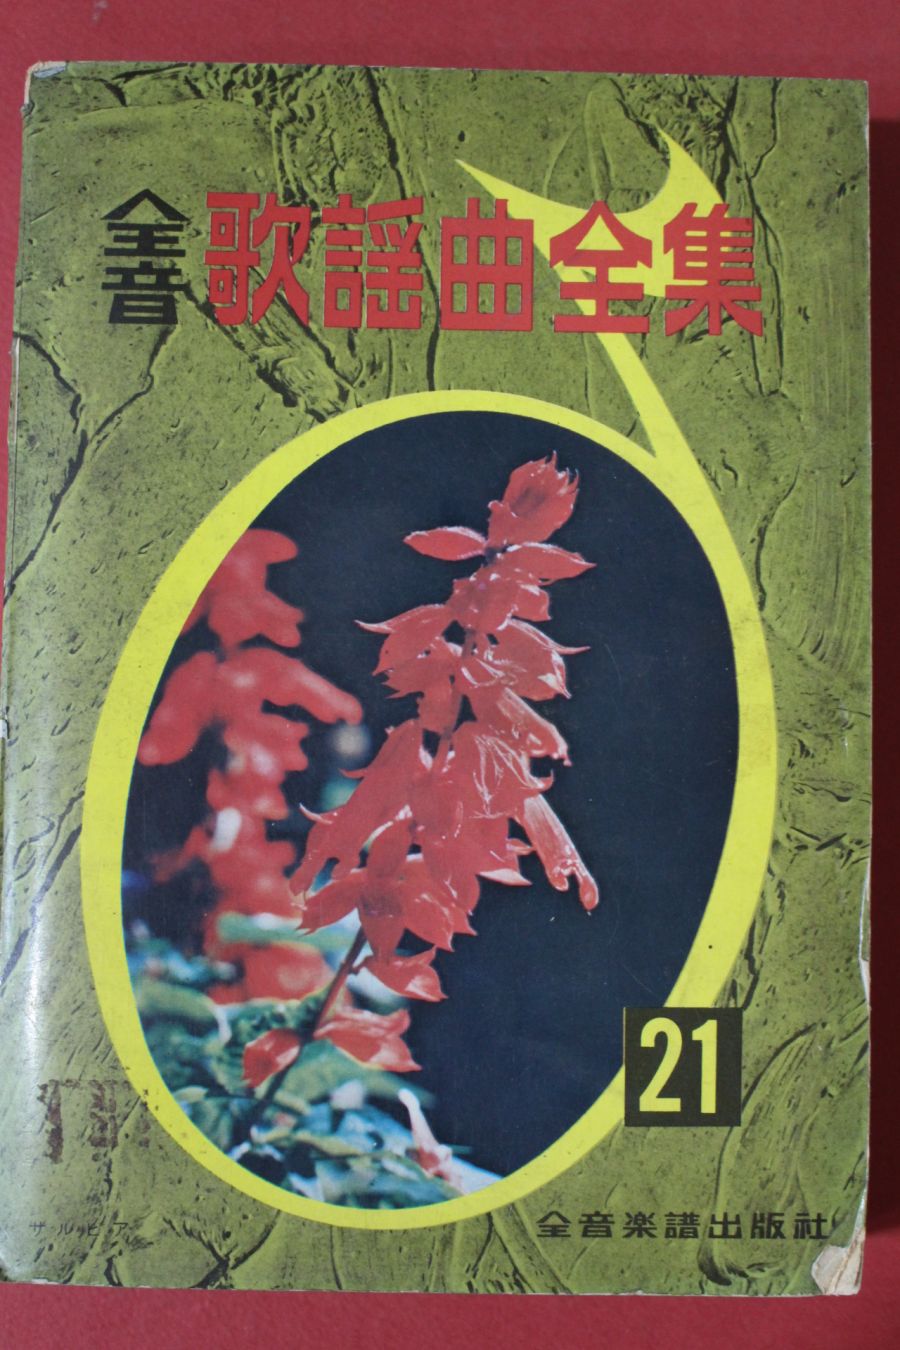 全音歌謡曲全集
21
サルビア
全音楽譜出版社